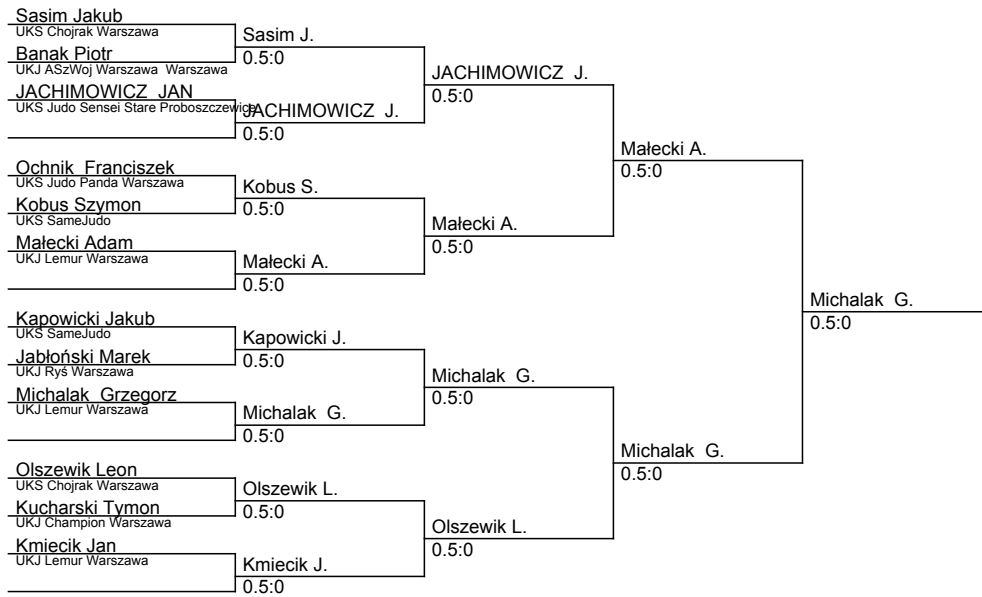 Sasim Jakub
UKS Chojrak Warszawa
Banak Piotr
UKJ ASzWoj Warszawa  Warszawa
JACHIMOWICZ  JAN
UKS Judo Sensei Stare Proboszczewice
Ochnik  Franciszek
UKS Judo Panda Warszawa
Kobus Szymon
UKS SameJudo
Małecki Adam
UKJ Lemur Warszawa
Kapowicki Jakub
UKS SameJudo
Jabłoński Marek
UKJ Ryś Warszawa
Michalak  Grzegorz
UKJ Lemur Warszawa
Olszewik Leon
UKS Chojrak Warszawa
Kucharski Tymon
UKJ Champion Warszawa
Kmiecik Jan
UKJ Lemur Warszawa
Sasim J.
0.5:0
JACHIMOWICZ  J.
0.5:0
Kobus S.
0.5:0
Małecki A.
0.5:0
Kapowicki J.
0.5:0
Michalak  G.
0.5:0
Olszewik L.
0.5:0
Kmiecik J.
0.5:0
JACHIMOWICZ  J.
0.5:0
Małecki A.
0.5:0
Michalak  G.
0.5:0
Olszewik L.
0.5:0
Małecki A.
0.5:0
Michalak  G.
0.5:0
Michalak  G.
0.5:0